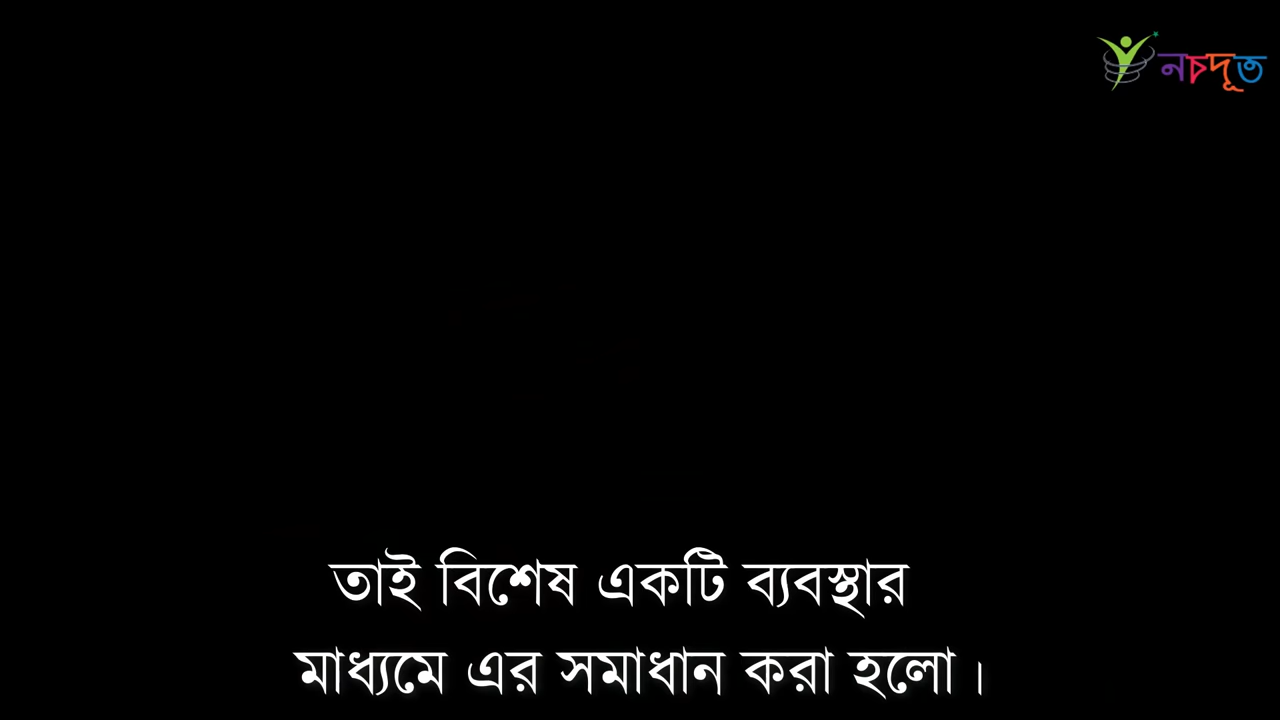 নচদূত
তাই বিশেষ একটি ব্যবস্থার
মাধ্যমে এর সমাধান করা হলো।